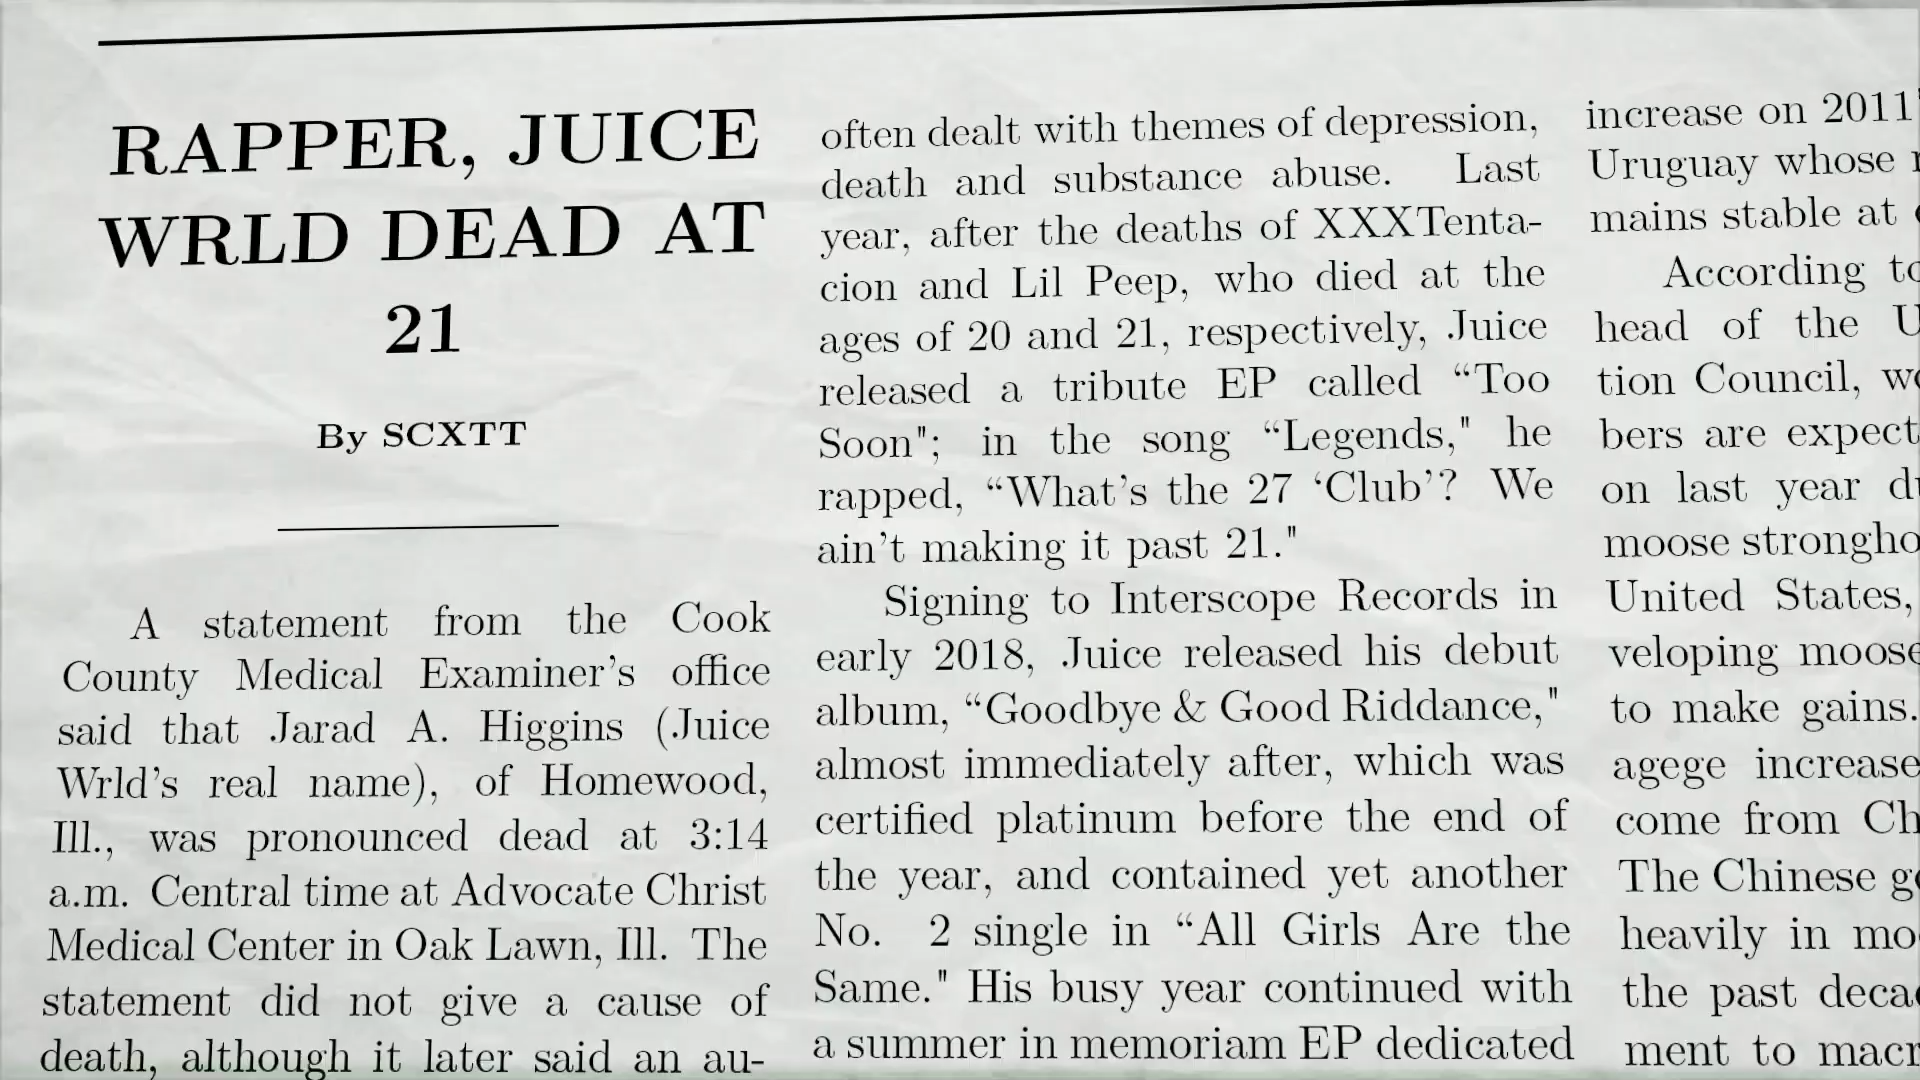 RAPPER, JUICE
WRLD DEAD AT
21
By SCXTT
A statement from the Cook
County Medical Examiner's office
said that Jarad A. Higgins (Juice
Wrld's real name), of Homewood,
Ill., was pronounced dead at 3:14
a.m. Central time at Advocate Christ
Medical Center in Oak Lawn, Ill. The
statement did not give a cause of
death, although it later said an au-
often dealt with themes of depression,
death and substance abuse. Last
year, after the deaths of XXXTenta-
cion and Lil Peep, who died at the
ages of 20 and 21, respectively, Juice
released a tribute EP called “Too
Soon"; in the song “Legends," he
rapped, “What's the 27 ‘Club’? We
ain't making it past 21."
Signing to Interscope Records in
early 2018, Juice released his debut
album, “Goodbye & Good Riddance,"
almost immediately after, which was
certified platinum before the end of
the year, and contained yet another
No. 2 single in “All Girls Are the
Same." His busy year continued with
a summer in memoriam EP dedicated
increase on 2011
Uruguay whose
mains stable at
According
head of the
tion Council,
bers are
on last year
moose
United States,
veloping
to make gains.
agege
come from
The Chinese
heavily in
the past
ment to